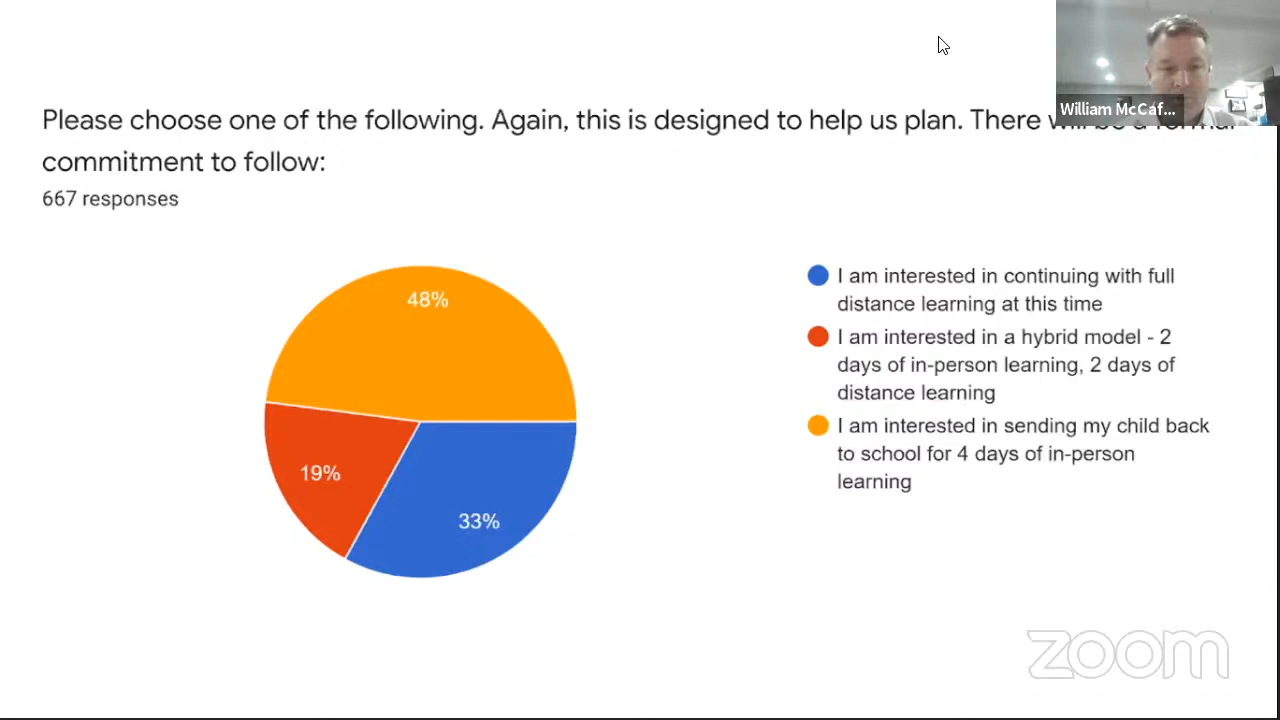 Please choose one of the following. Again, this is designed to help us plan. There will be a formal
commitment to follow:
667 responses
William McCaf...
48%
19%
33%
I am interested in continuing with full
distance learning at this time
I am interested in a hybrid model - 2
days of in-person learning, 2 days of
distance learning
I am interested in sending my child back
to school for 4 days of in-person
learning
zoom